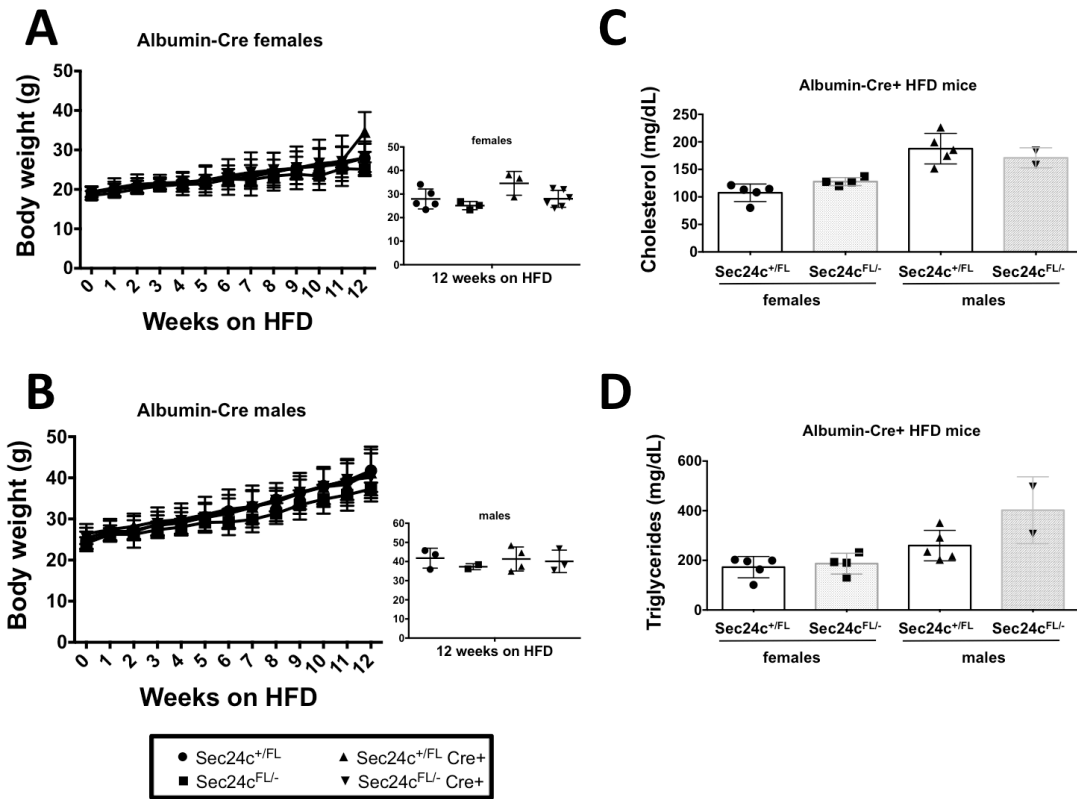 A
Albumin-Cre females
Body weight (g)
50
40
30
20
10
0
0 1 2 3 4 5 6 7 8 9 10 11 12
Weeks on HFD
females
50
40
30
20
10
0
12 weeks on HFD
B
Albumin-Cre males
Body weight (g)
50
40
30
20
10
0
0 1 2 3 4 5 6 7 8 9 10 11 12
Weeks on HFD
males
60
50
40
30
20
10
0
12 weeks on HFD
C
Albumin-Cre+ HFD mice
Cholesterol (mg/dL)
250
200
150
100
50
0
Sec24c+/FL Sec24cFL/- Sec24c+/FL Sec24cFL/-
females males
D
Albumin-Cre+ HFD mice
Triglycerides (mg/dL)
600
400
200
0
Sec24c+/FL Sec24cFL/- Sec24c+/FL Sec24cFL/-
females males
Sec24c+/FL Sec24c+/FL Cre+
Sec24cFL/- Sec24cFL/- Cre+